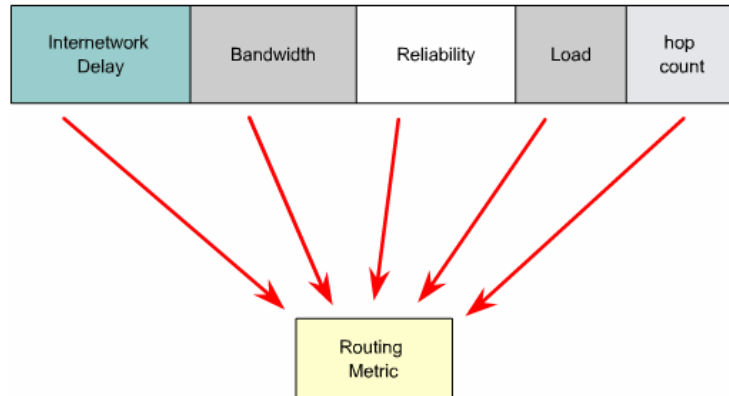 Internetwork
Delay
Bandwidth
Reliability
Load
hop
count
Routing
Metric